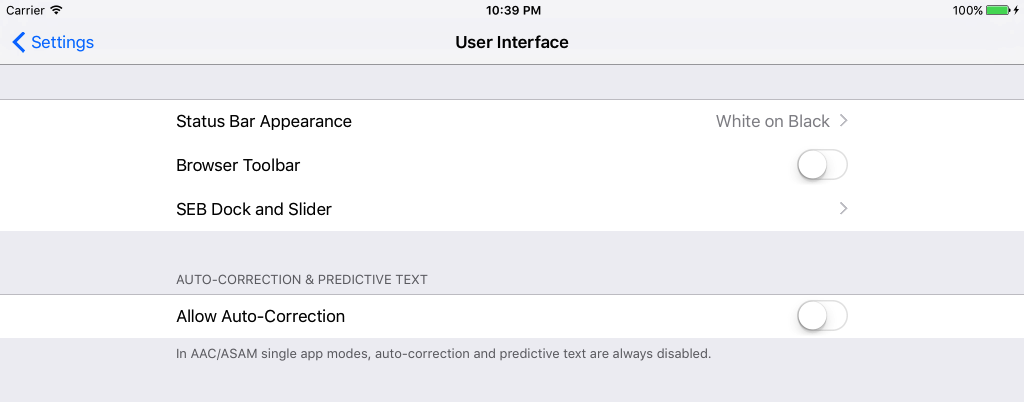 Carrier 10:39 PM 100%
Settings User Interface
Status Bar Appearance White on Black
Browser Toolbar
SEB Dock and Slider
AUTO-CORRECTION & PREDICTIVE TEXT
Allow Auto-Correction
In AAC/ASAM single app modes, auto-correction and predictive text are always disabled.